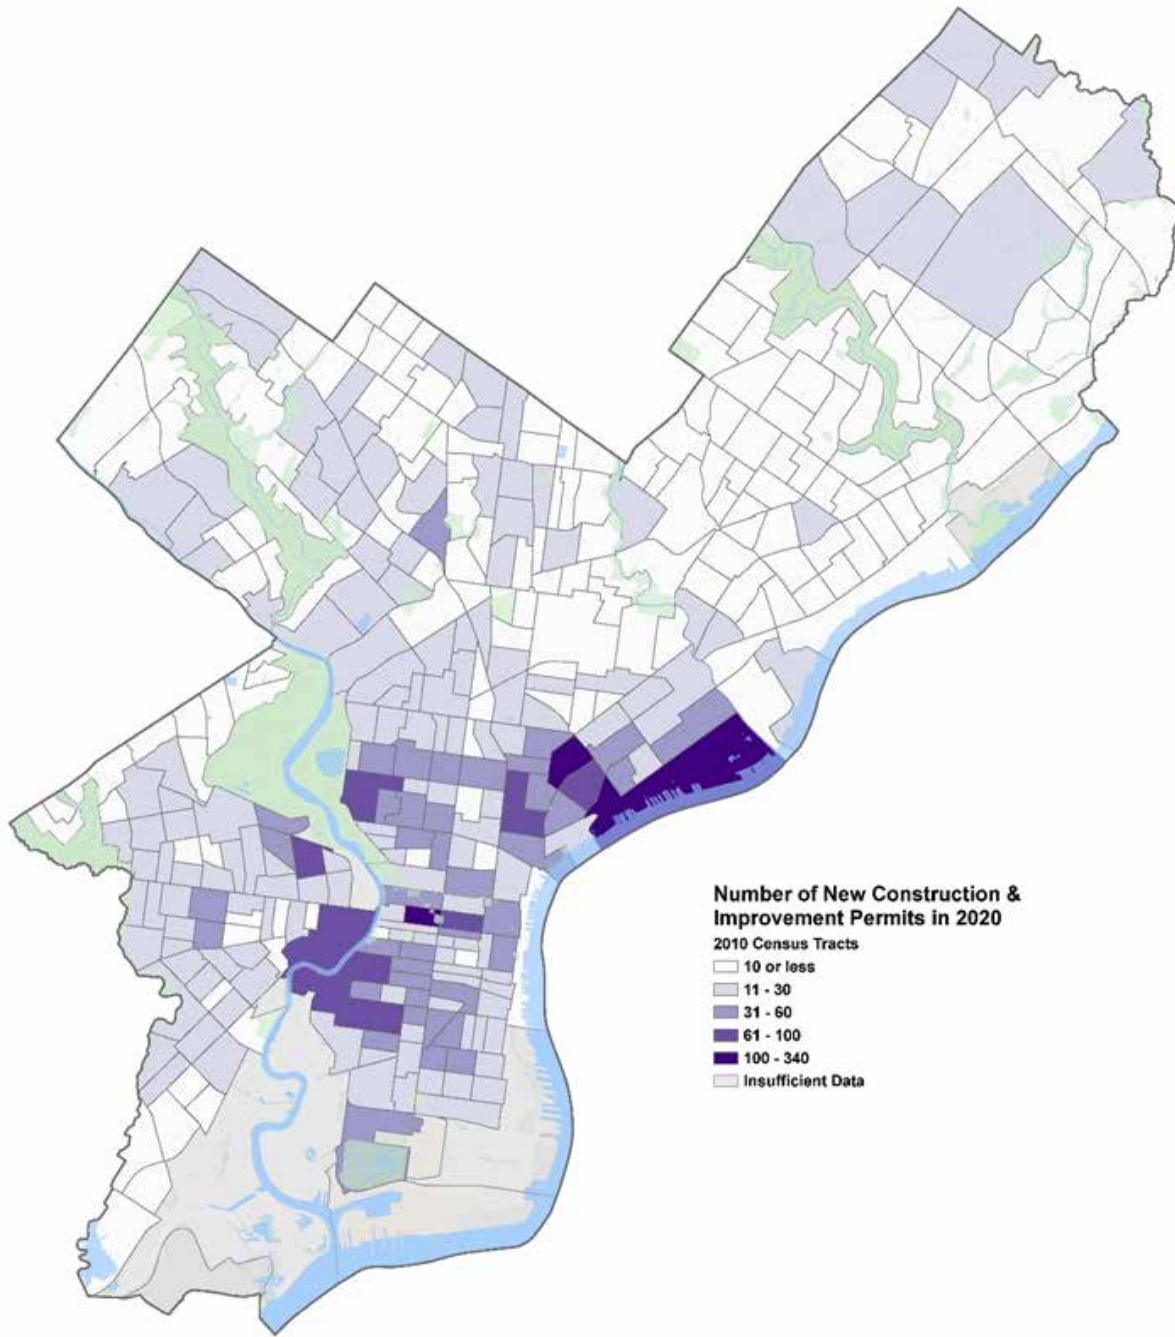 Number of New Construction &
Improvement Permits in 2020
2010 Census Tracts
10 or less
11 - 30
31 - 60
61 - 100
100 - 340
Insufficient Data